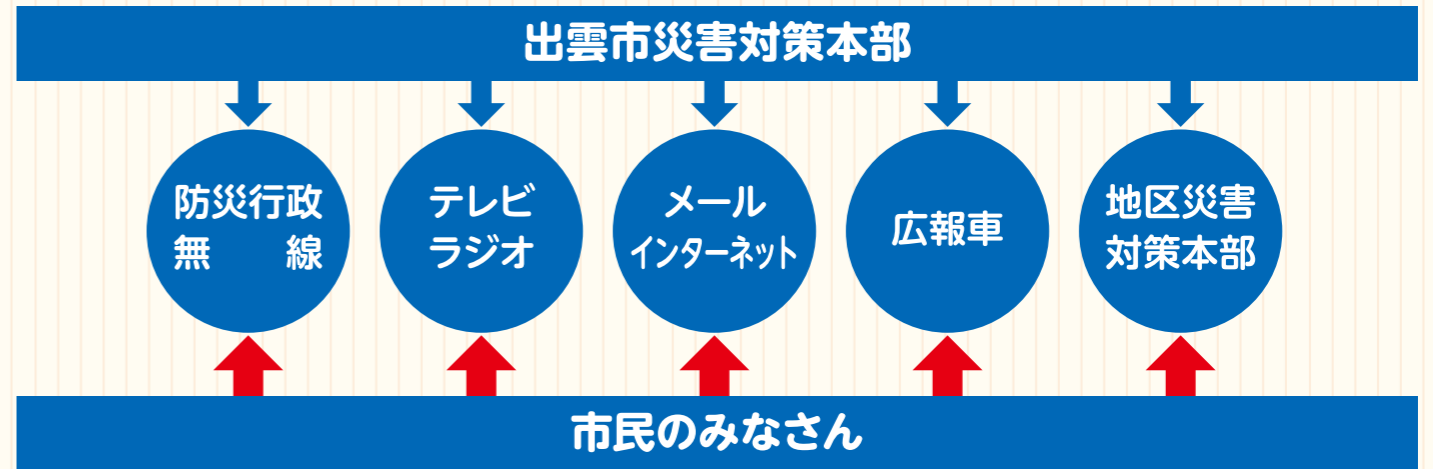 出雲市災害対策本部
防災行政
無　　線
テレビ
ラジオ
メール
インターネット
広報車
地区災害
対策本部
市民のみなさん